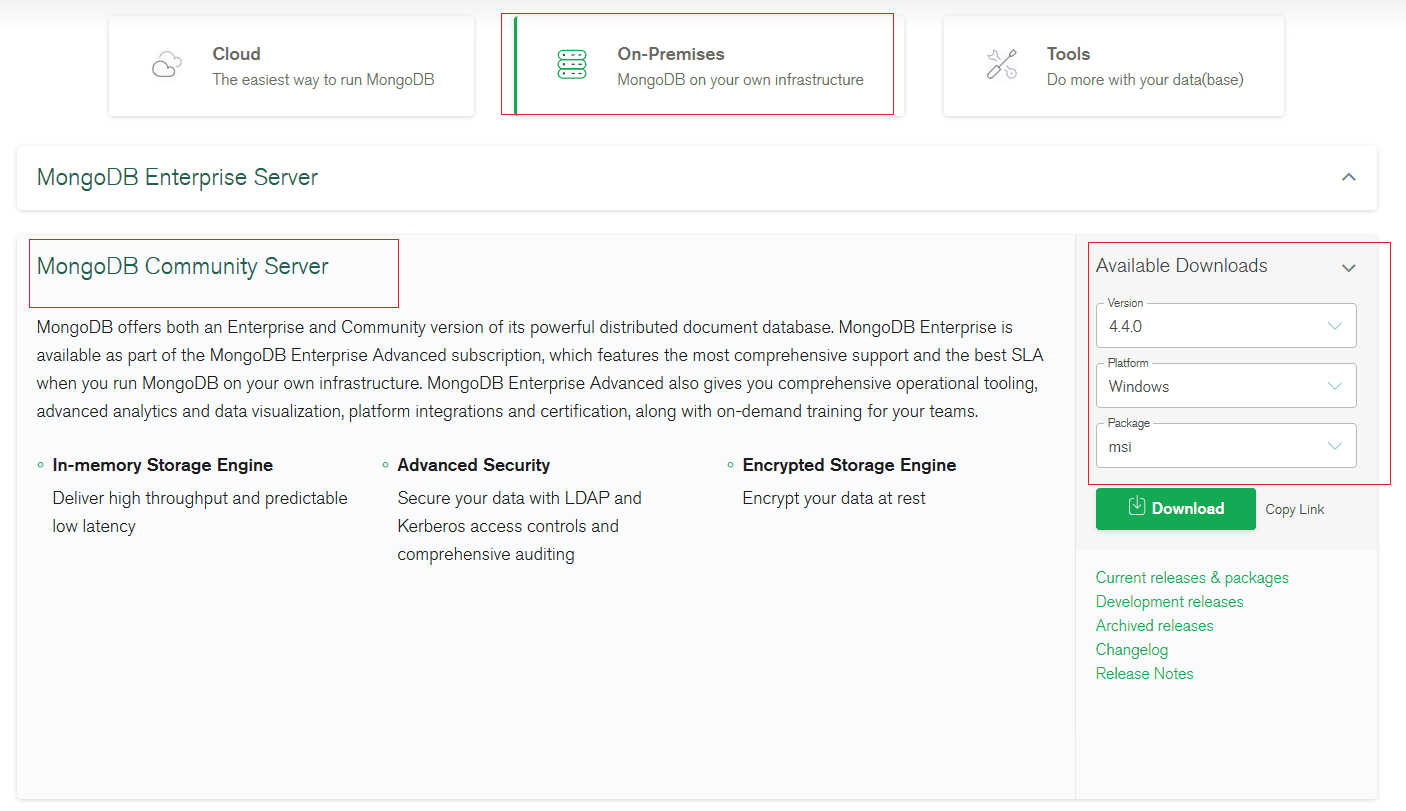 Cloud
The easiest way to run MongoDB
On-Premises
MongoDB on your own infrastructure
Tools
Do more with your data(base)
MongoDB Enterprise Server
MongoDB Community Server
MongoDB offers both an Enterprise and Community version of its powerful distributed document database. MongoDB Enterprise is
available as part of the MongoDB Enterprise Advanced subscription, which features the most comprehensive support and the best SLA
when you run MongoDB on your own infrastructure. MongoDB Enterprise Advanced also gives you comprehensive operational tooling,
advanced analytics and data visualization, platform integrations and certification, along with on-demand training for your teams.
In-memory Storage Engine
Deliver high throughput and predictable
low latency
Advanced Security
Secure your data with LDAP and
Kerberos access controls and
comprehensive auditing
Encrypted Storage Engine
Encrypt your data at rest
Available Downloads
Version
4.4.0
Platform
Windows
Package
msi
Download
Copy Link
Current releases & packages
Development releases
Archived releases
Changelog
Release Notes